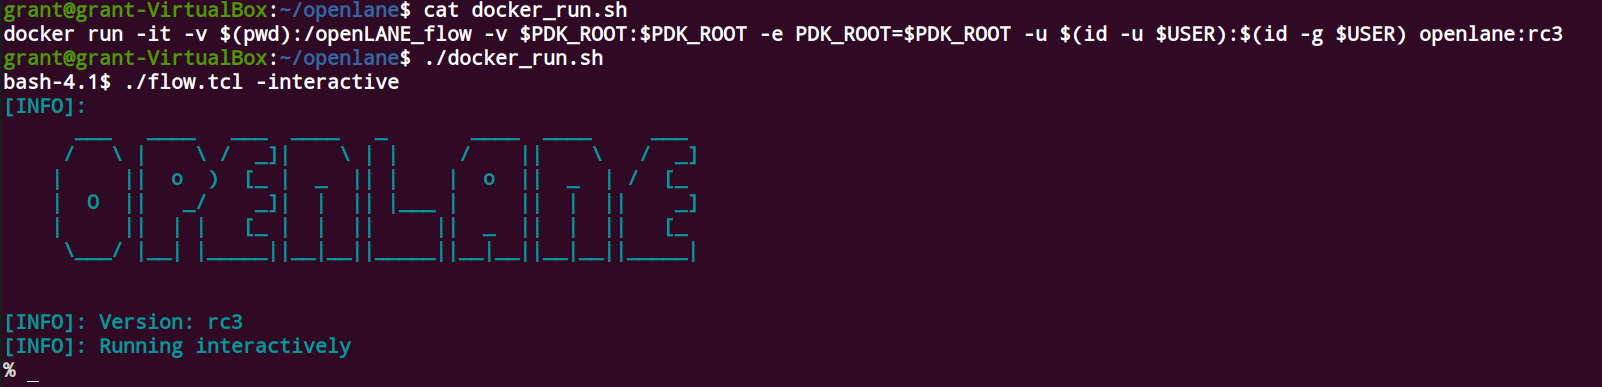 grant@grant-VirtualBox:~/openlane$ cat docker_run.sh
docker run -it -v $(pwd):/openLANE_flow -v $PDK_ROOT:$PDK_ROOT -e PDK_ROOT=$PDK_ROOT -u $(id -u $USER):$(id -g $USER) openlane:rc3
grant@grant-VirtualBox:~/openlane$ ./docker_run.sh
bash-4.1$ ./flow.tcl -interactive
[INFO]:
OPENLANE
[INFO]: Version: rc3
[INFO]: Running interactively
% _